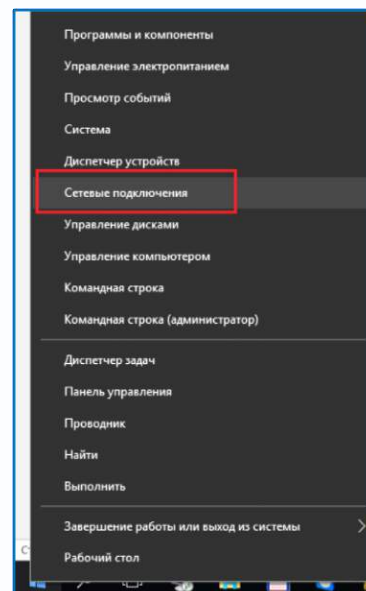 Программы и компоненты
Управление электропитанием
Просмотр событий
Система
Диспетчер устройств
Сетевые подключения
Управление дисками
Управление компьютером
Командная строка
Командная строка (администратор)
Диспетчер задач
Панель управления
Проводник
Найти
Выполнить
Завершение работы или выход из системы
Рабочий стол